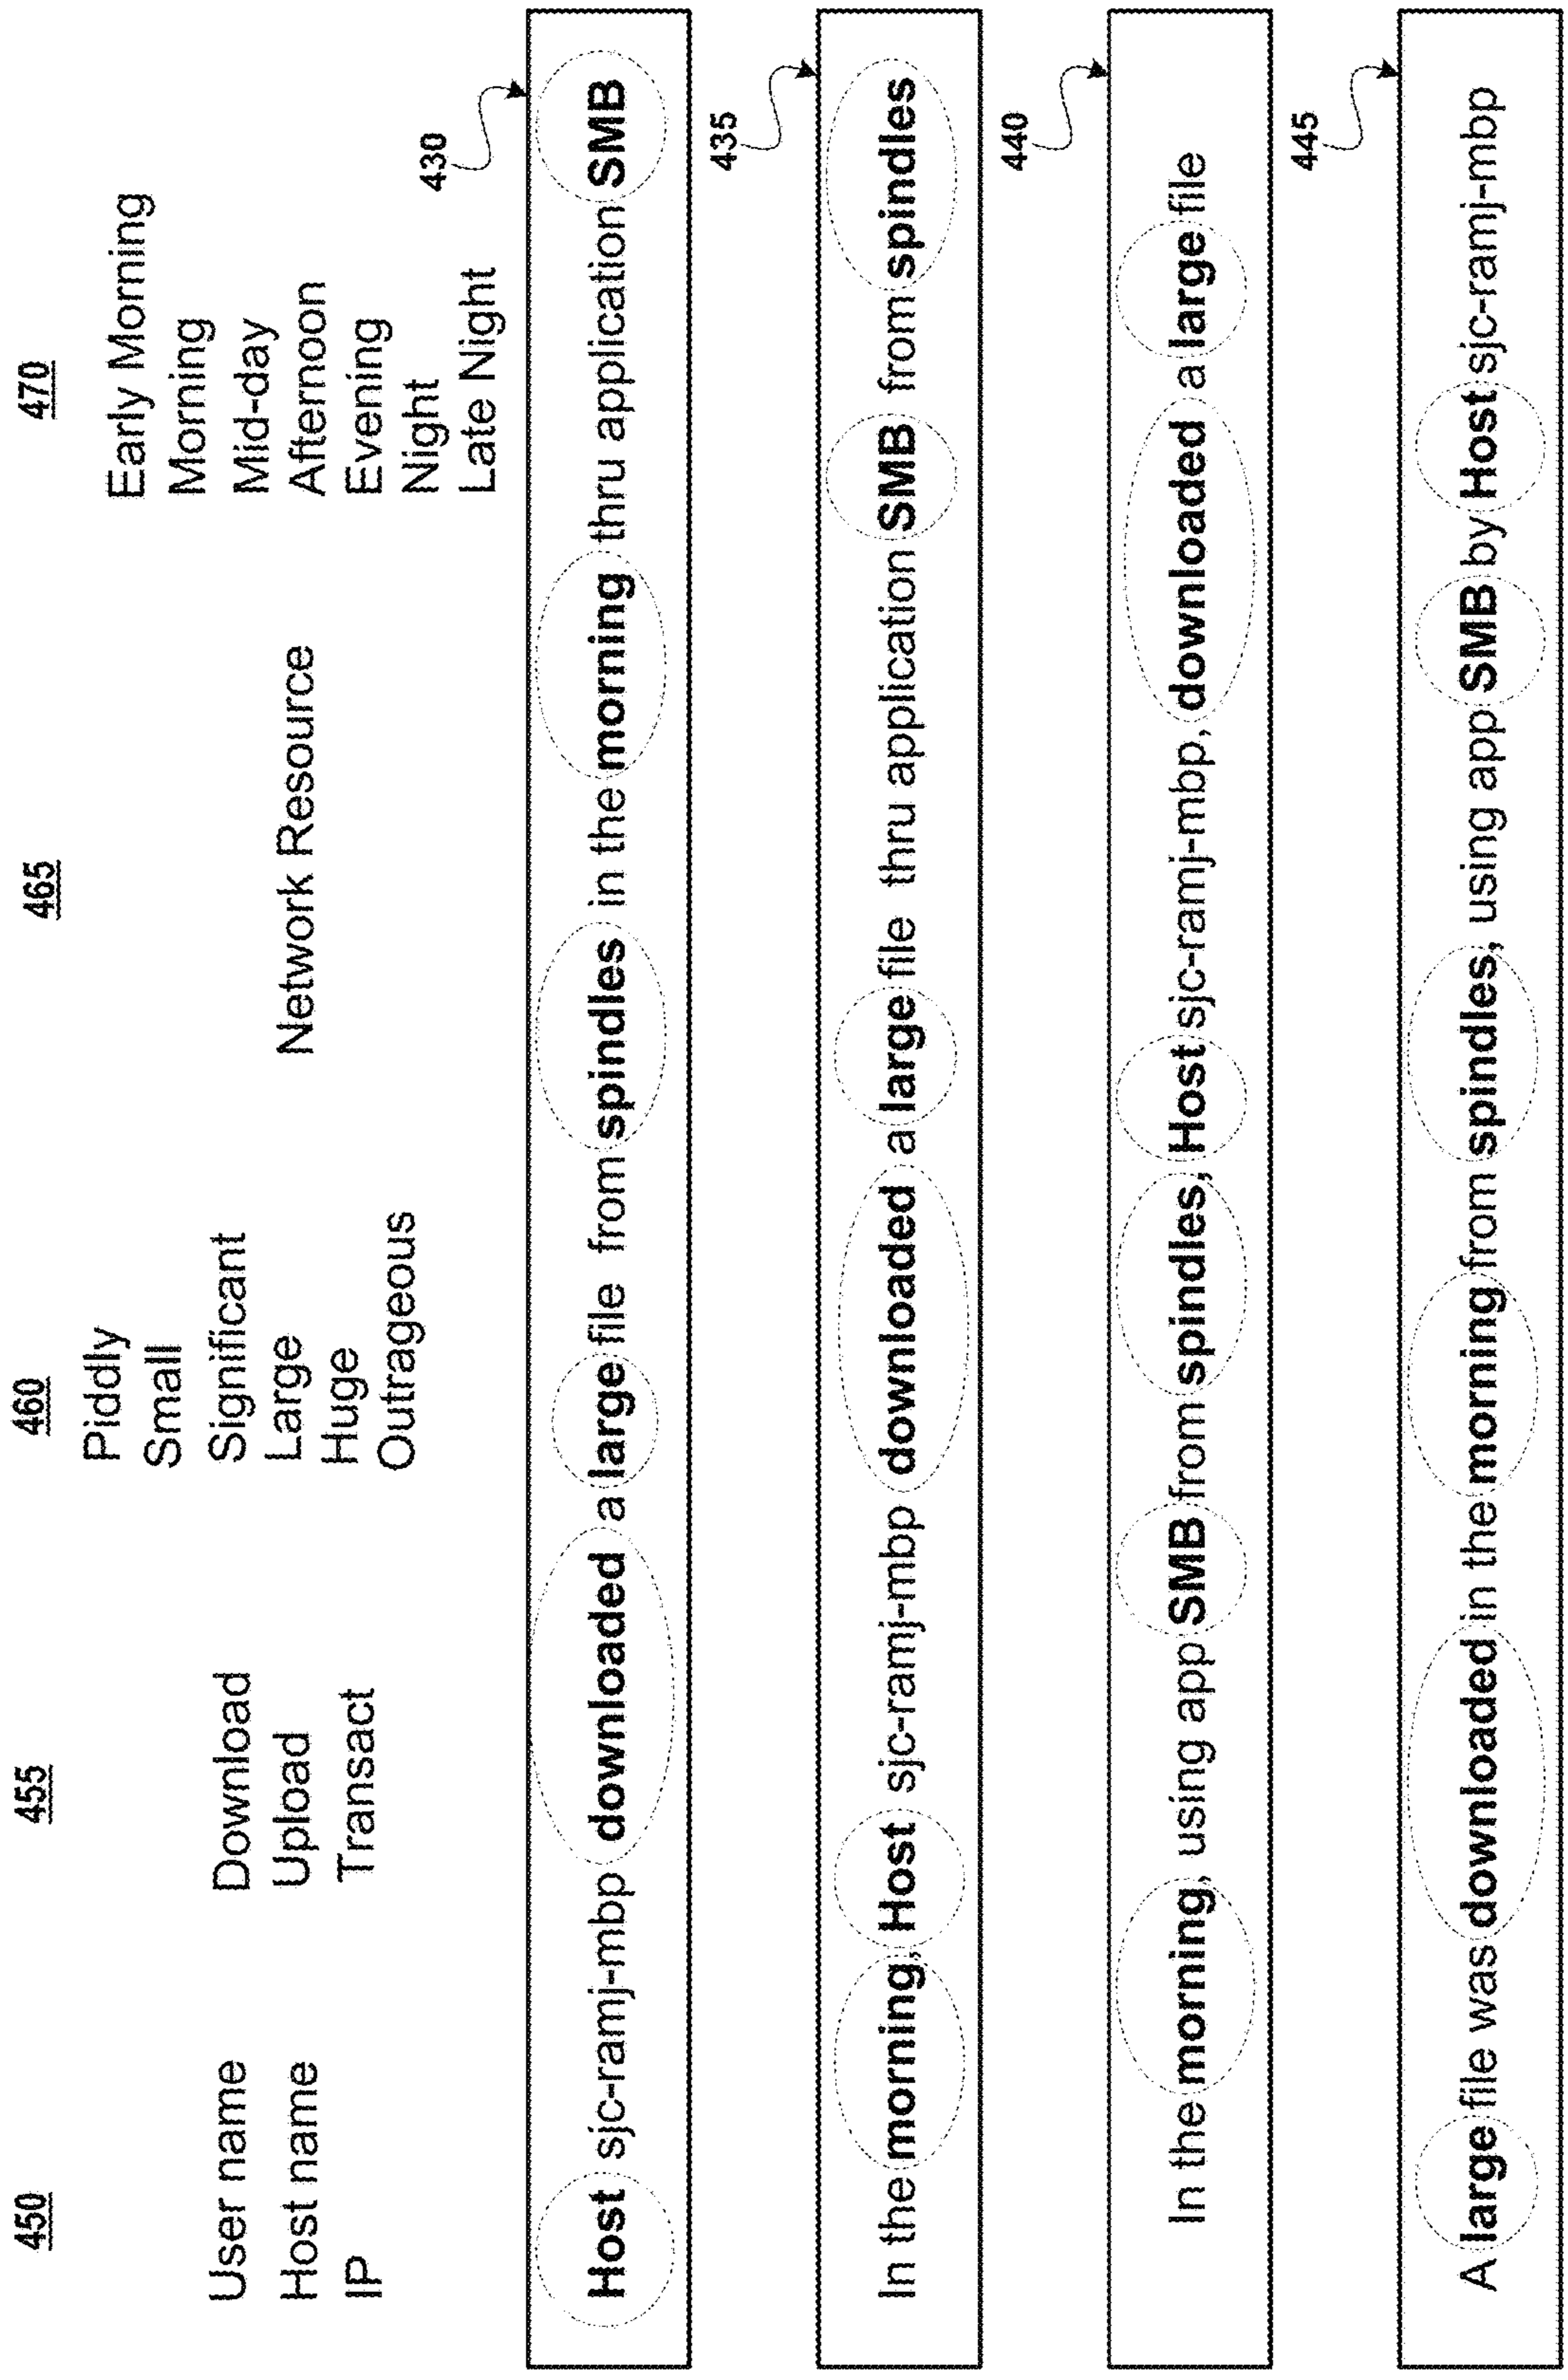 450
User name
Host name
IP
455
Download
Upload
Transact
460
Piddly
Small
Significant
Large
Huge
Outrageous
465
Network Resource
470
Early Morning
Morning
Mid-day
Afternoon
Evening
Night
Late Night
430
Host sjc-ramj-mbp downloaded a large file from spindles in the morning thru application SMB
435
In the morning, Host sjc-ramj-mbp downloaded a large file thru application SMB from spindles
440
In the morning, using app SMB from spindles, Host sjc-ramj-mbp, downloaded a large file
445
A large file was downloaded in the morning from spindles, using app SMB by Host sjc-ramj-mbp